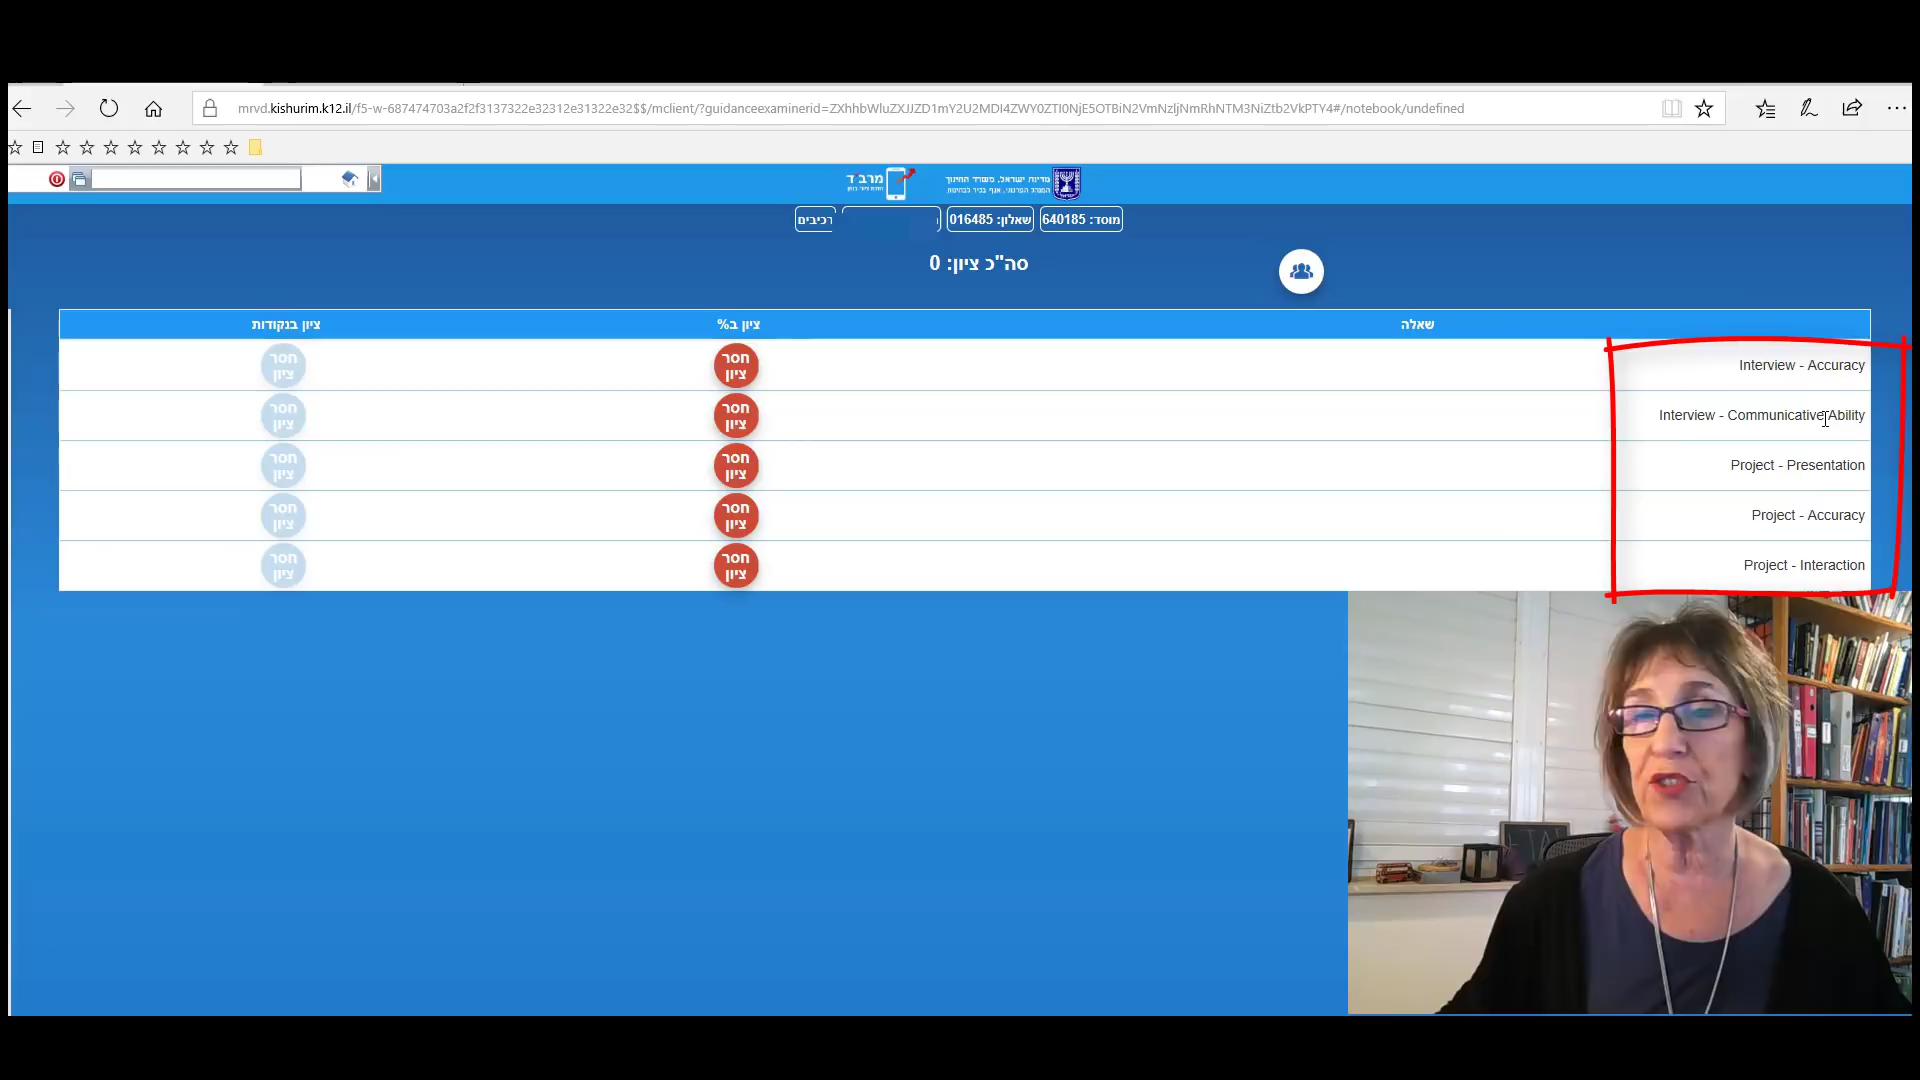 mrvd.kishurim.k12.il/f5-w-687474703a2f2f3137322e32312e31322e32$$/mclient/?guidanceexaminerid=ZXhhbWluZXJJZD1mY2U2MDI4ZWY0ZTI0NjE5OTBiN2VmNzljNmRhNTM3NiZtb2VkPTY4#/notebook/undefined
מדינת ישראל, משרד החינוך
מרב"ד
מוסד: 640185 שאלון: 016485 רכיבים
סה"כ ציון: 0
שאלה ציון ב% ציון בנקודות
Interview - Accuracy חסר ציון חסר ציון
Interview - Communicative Ability חסר ציון חסר ציון
Project - Presentation חסר ציון חסר ציון
Project - Accuracy חסר ציון חסר ציון
Project - Interaction חסר ציון חסר ציון